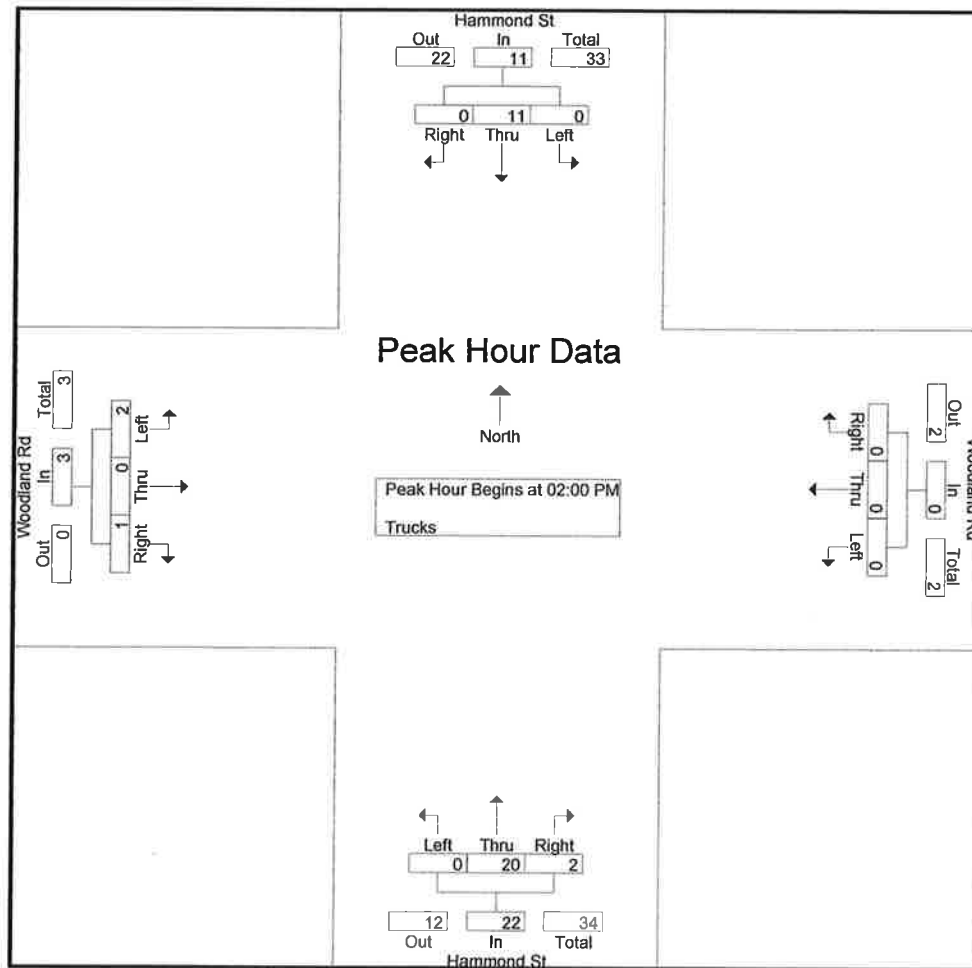 Hammond St
Out In Total
22 11 33
0 11 0
Right Thru Left
Peak Hour Data
North
Peak Hour Begins at 02:00 PM
Trucks
Woodland Rd
Total In Out
3 3 0
2 0 1
Left Thru Right
Right Thru Left
0 0 0
Out In Total
2 0 2
Woodland Rd
Left Thru Right
0 20 2
12 22 34
Out In Total
Hammond St